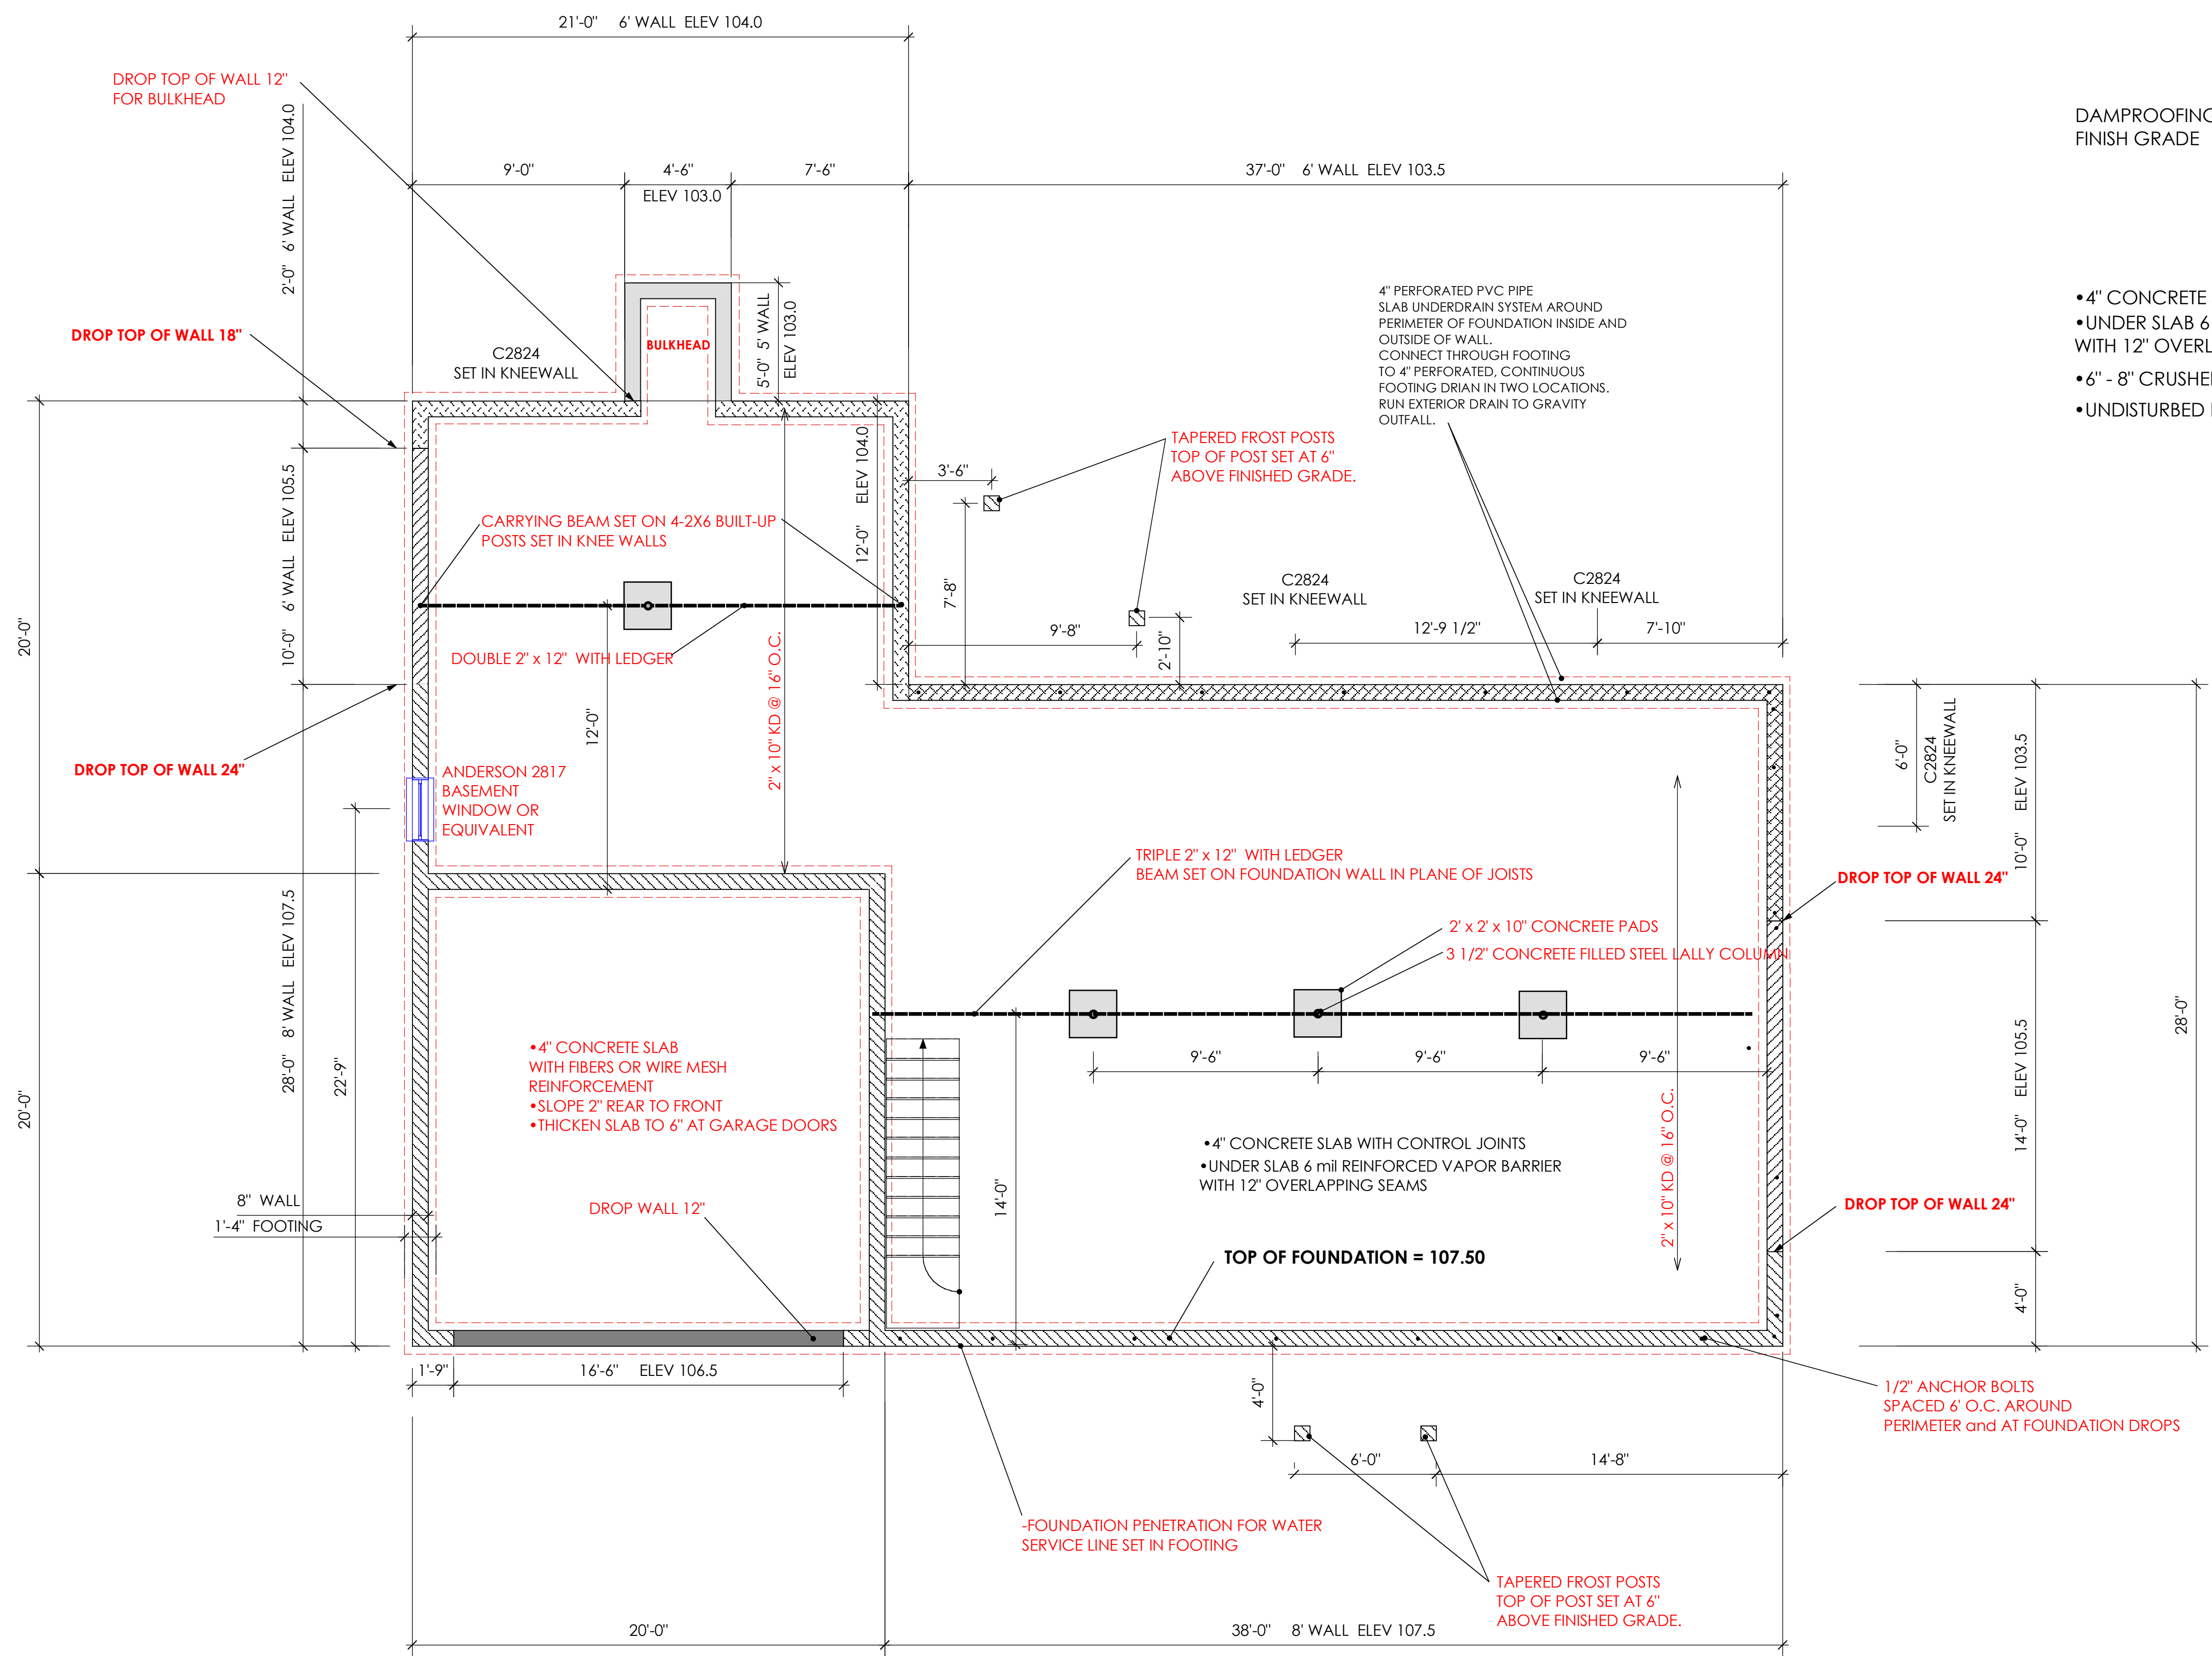 21'-0"    6' WALL  ELEV 104.0
DROP TOP OF WALL 12"
FOR BULKHEAD
2'-0"   6' WALL   ELEV 104.0
9'-0"
4'-6"
ELEV 103.0
7'-6"
37'-0"   6' WALL  ELEV 103.5
DAMPROOFING
FINISH GRADE
•4" CONCRETE
•UNDER SLAB 6
WITH 12" OVERL
•6" - 8" CRUSHE
•UNDISTURBED
DROP TOP OF WALL 18"
C2824
SET IN KNEEWALL
BULKHEAD
5'-0"  5' WALL
ELEV 103.0
4" PERFORATED PVC PIPE
SLAB UNDERDRAIN SYSTEM AROUND
PERIMETER OF FOUNDATION INSIDE AND
OUTSIDE OF WALL.
CONNECT THROUGH FOOTING
TO 4" PERFORATED, CONTINUOUS
FOOTING DRIAN IN TWO LOCATIONS.
RUN EXTERIOR DRAIN TO GRAVITY
OUTFALL.
TAPERED FROST POSTS
TOP OF POST SET AT 6"
ABOVE FINISHED GRADE.
3'-6"
12'-0"    ELEV 104.0
10'-0"    6' WALL    ELEV 105.5
20'-0"
CARRYING BEAM SET ON 4-2X6 BUILT-UP
POSTS SET IN KNEE WALLS
7'-8"
C2824
SET IN KNEEWALL
C2824
SET IN KNEEWALL
9'-8"
2'-10"
12'-9 1/2"
7'-10"
DOUBLE 2" x 12"  WITH LEDGER
2" x 10" KD @ 16" O.C.
12'-0"
DROP TOP OF WALL 24"
ANDERSON 2817
BASEMENT
WINDOW OR
EQUIVALENT
6'-0"
C2824
SET IN KNEEWALL
10'-0"    ELEV 103.5
DROP TOP OF WALL 24"
TRIPLE 2" x 12"  WITH LEDGER
BEAM SET ON FOUNDATION WALL IN PLANE OF JOISTS
2' x 2' x 10" CONCRETE PADS
3 1/2" CONCRETE FILLED STEEL LALLY COLUMN
28'-0"
28'-0"    8' WALL   ELEV 107.5
22'-9"
20'-0"
•4" CONCRETE SLAB
WITH FIBERS OR WIRE MESH
REINFORCEMENT
•SLOPE 2" REAR TO FRONT
•THICKEN SLAB TO 6" AT GARAGE DOORS
9'-6"
9'-6"
9'-6"
14'-0"    ELEV 105.5
2" x 10" KD @ 16" O.C.
•4" CONCRETE SLAB WITH CONTROL JOINTS
•UNDER SLAB 6 mil REINFORCED VAPOR BARRIER
WITH 12" OVERLAPPING SEAMS
14'-0"
8"  WALL
1'-4"  FOOTING
DROP WALL 12"
DROP TOP OF WALL 24"
TOP OF FOUNDATION = 107.50
4'-0"
1'-9"
16'-6"    ELEV 106.5
4'-0"
1/2" ANCHOR BOLTS
SPACED 6' O.C. AROUND
PERIMETER and AT FOUNDATION DROPS
6'-0"
14'-8"
-FOUNDATION PENETRATION FOR WATER
SERVICE LINE SET IN FOOTING
TAPERED FROST POSTS
TOP OF POST SET AT 6"
ABOVE FINISHED GRADE.
20'-0"
38'-0"   8' WALL  ELEV 107.5